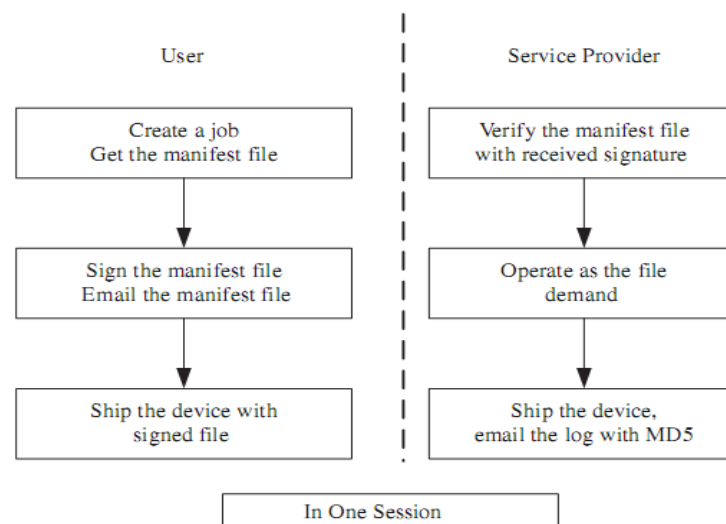 User
Service Provider
Create a job
Get the manifest file
Verify the manifest file
with received signature
Sign the manifest file
Email the manifest file
Operate as the file
demand
Ship the device with
signed file
Ship the device,
email the log with MD5
In One Session